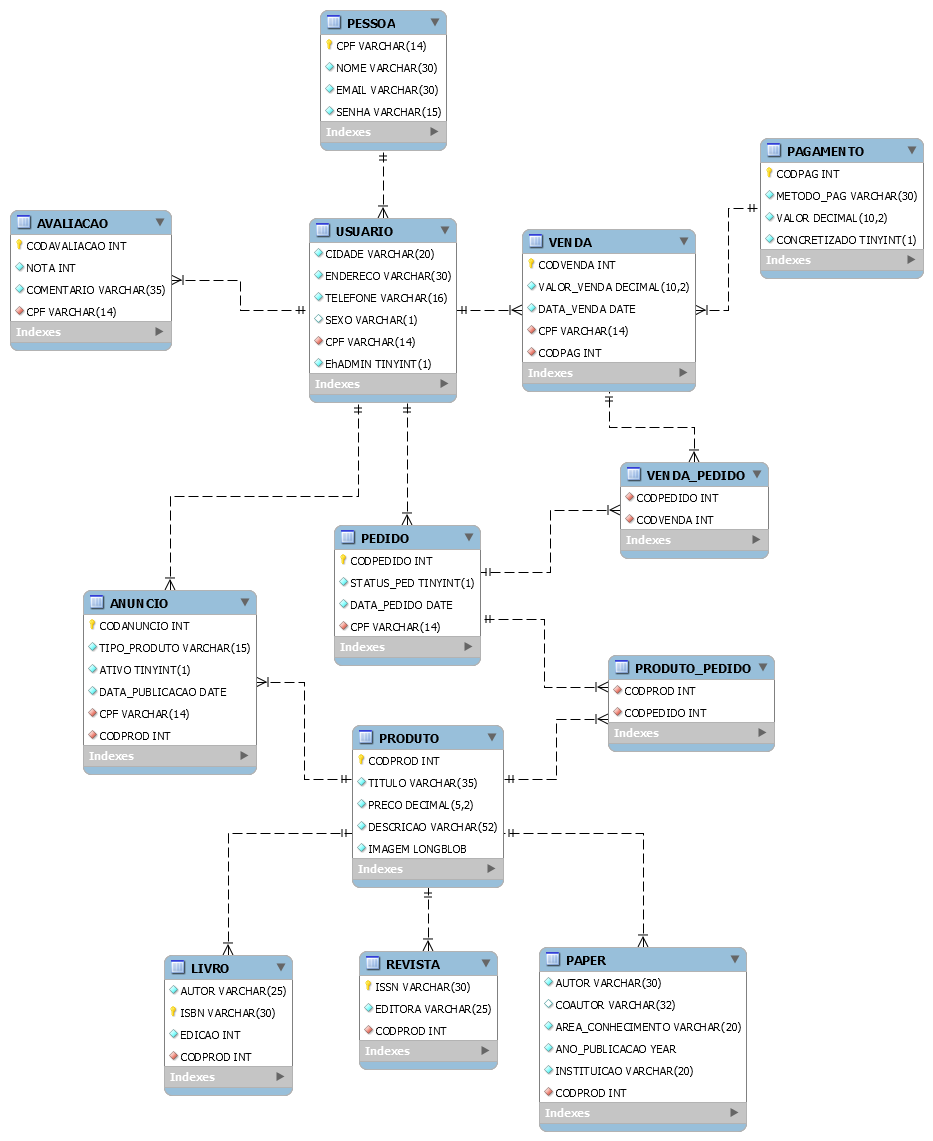 PESSOA
CPF VARCHAR(14)
NOME VARCHAR(30)
EMAIL VARCHAR(30)
SENHA VARCHAR(15)
Indexes
PAGAMENTO
CODPAG INT
METODO_PAG VARCHAR(30)
VALOR DECIMAL(10,2)
CONCRETIZADO TINYINT(1)
Indexes
AVALIACAO
CODAVALIACAO INT
NOTA INT
COMENTARIO VARCHAR(35)
CPF VARCHAR(14)
Indexes
USUARIO
CIDADE VARCHAR(20)
ENDERECO VARCHAR(30)
TELEFONE VARCHAR(16)
SEXO VARCHAR(1)
CPF VARCHAR(14)
EhADMIN TINYINT(1)
Indexes
VENDA
CODVENDA INT
VALOR_VENDA DECIMAL(10,2)
DATA_VENDA DATE
CPF VARCHAR(14)
CODPAG INT
Indexes
VENDA_PEDIDO
CODPEDIDO INT
CODVENDA INT
Indexes
PEDIDO
CODPEDIDO INT
STATUS_PED TINYINT(1)
DATA_PEDIDO DATE
CPF VARCHAR(14)
Indexes
ANUNCIO
CODANUNCIO INT
TIPO_PRODUTO VARCHAR(15)
ATIVO TINYINT(1)
DATA_PUBLICACAO DATE
CPF VARCHAR(14)
CODPROD INT
Indexes
PRODUTO_PEDIDO
CODPROD INT
CODPEDIDO INT
Indexes
PRODUTO
CODPROD INT
TITULO VARCHAR(35)
PRECO DECIMAL(5,2)
DESCRICAO VARCHAR(52)
IMAGEM LONGBLOB
Indexes
LIVRO
AUTOR VARCHAR(25)
ISBN VARCHAR(30)
EDICAO INT
CODPROD INT
Indexes
REVISTA
ISSN VARCHAR(30)
EDITORA VARCHAR(25)
CODPROD INT
Indexes
PAPER
AUTOR VARCHAR(30)
COAUTOR VARCHAR(32)
AREA_CONHECIMENTO VARCHAR(20)
ANO_PUBLICACAO YEAR
INSTITUICAO VARCHAR(20)
CODPROD INT
Indexes